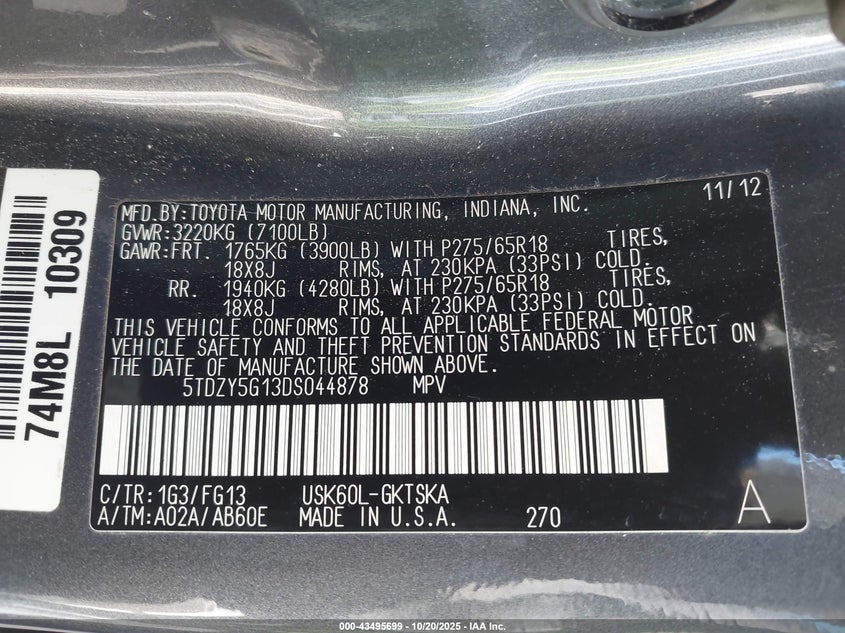 74M8L 10309
11/12
MFD.BY:TOYOTA MOTOR MANUFACTURING, INDIANA, INC.
GVWR:3220KG (7100LB)
GAWR:FRT. 1765KG (3900LB) WITH P275/65R18 TIRES,
18X8J RIMS, AT 230KPA (33PSI) COLD.
RR. 1940KG (4280LB) WITH P275/65R18 TIRES,
18X8J RIMS, AT 230KPA (33PSI) COLD.
THIS VEHICLE CONFORMS TO ALL APPLICABLE FEDERAL MOTOR
VEHICLE SAFETY AND THEFT PREVENTION STANDARDS IN EFFECT ON
THE DATE OF MANUFACTURE SHOWN ABOVE.
5TDZY5G13DS044878 MPV
C/TR:1G3/FG13 USK60L-GKTSKA
A/TM:A02A/AB60E MADE IN U.S.A. 270 A
000-43495699 - 10/20/2025 - IAA Inc.